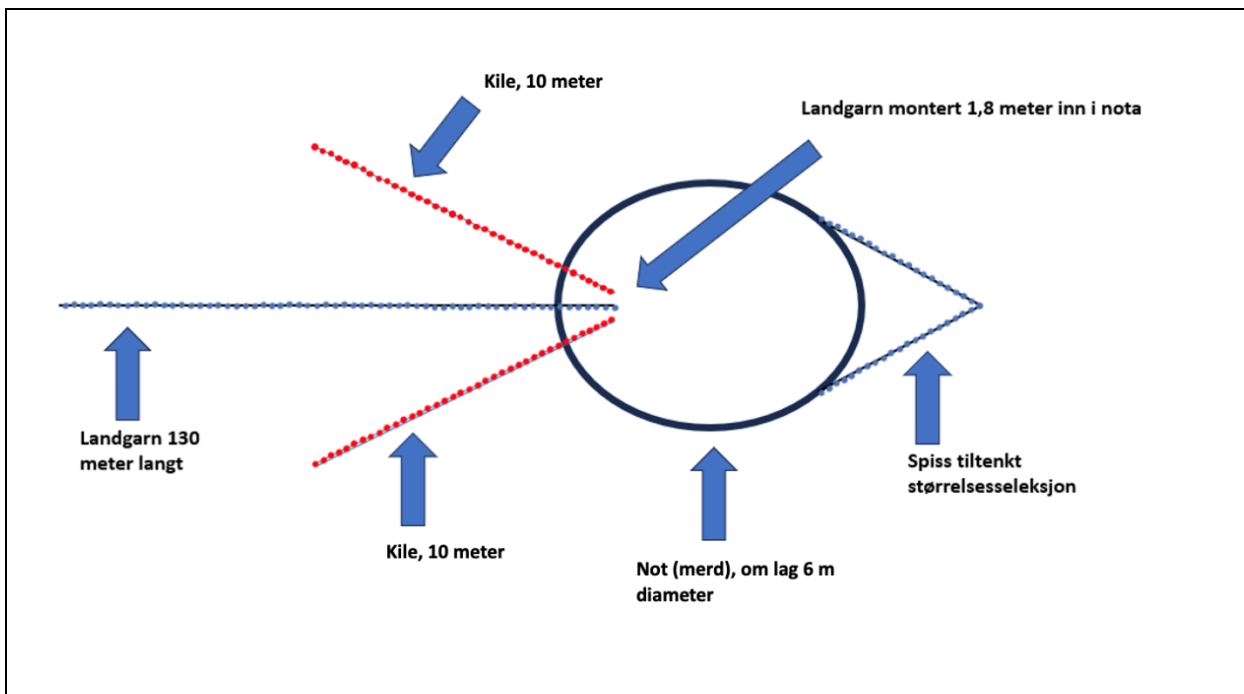 Kile, 10 meter
Landgarn montert 1,8 meter inn i nota
Landgarn 130
meter langt
Kile, 10 meter
Not (merd), om lag 6 m
diameter
Spiss tiltenkt
størrelsesseleksjon